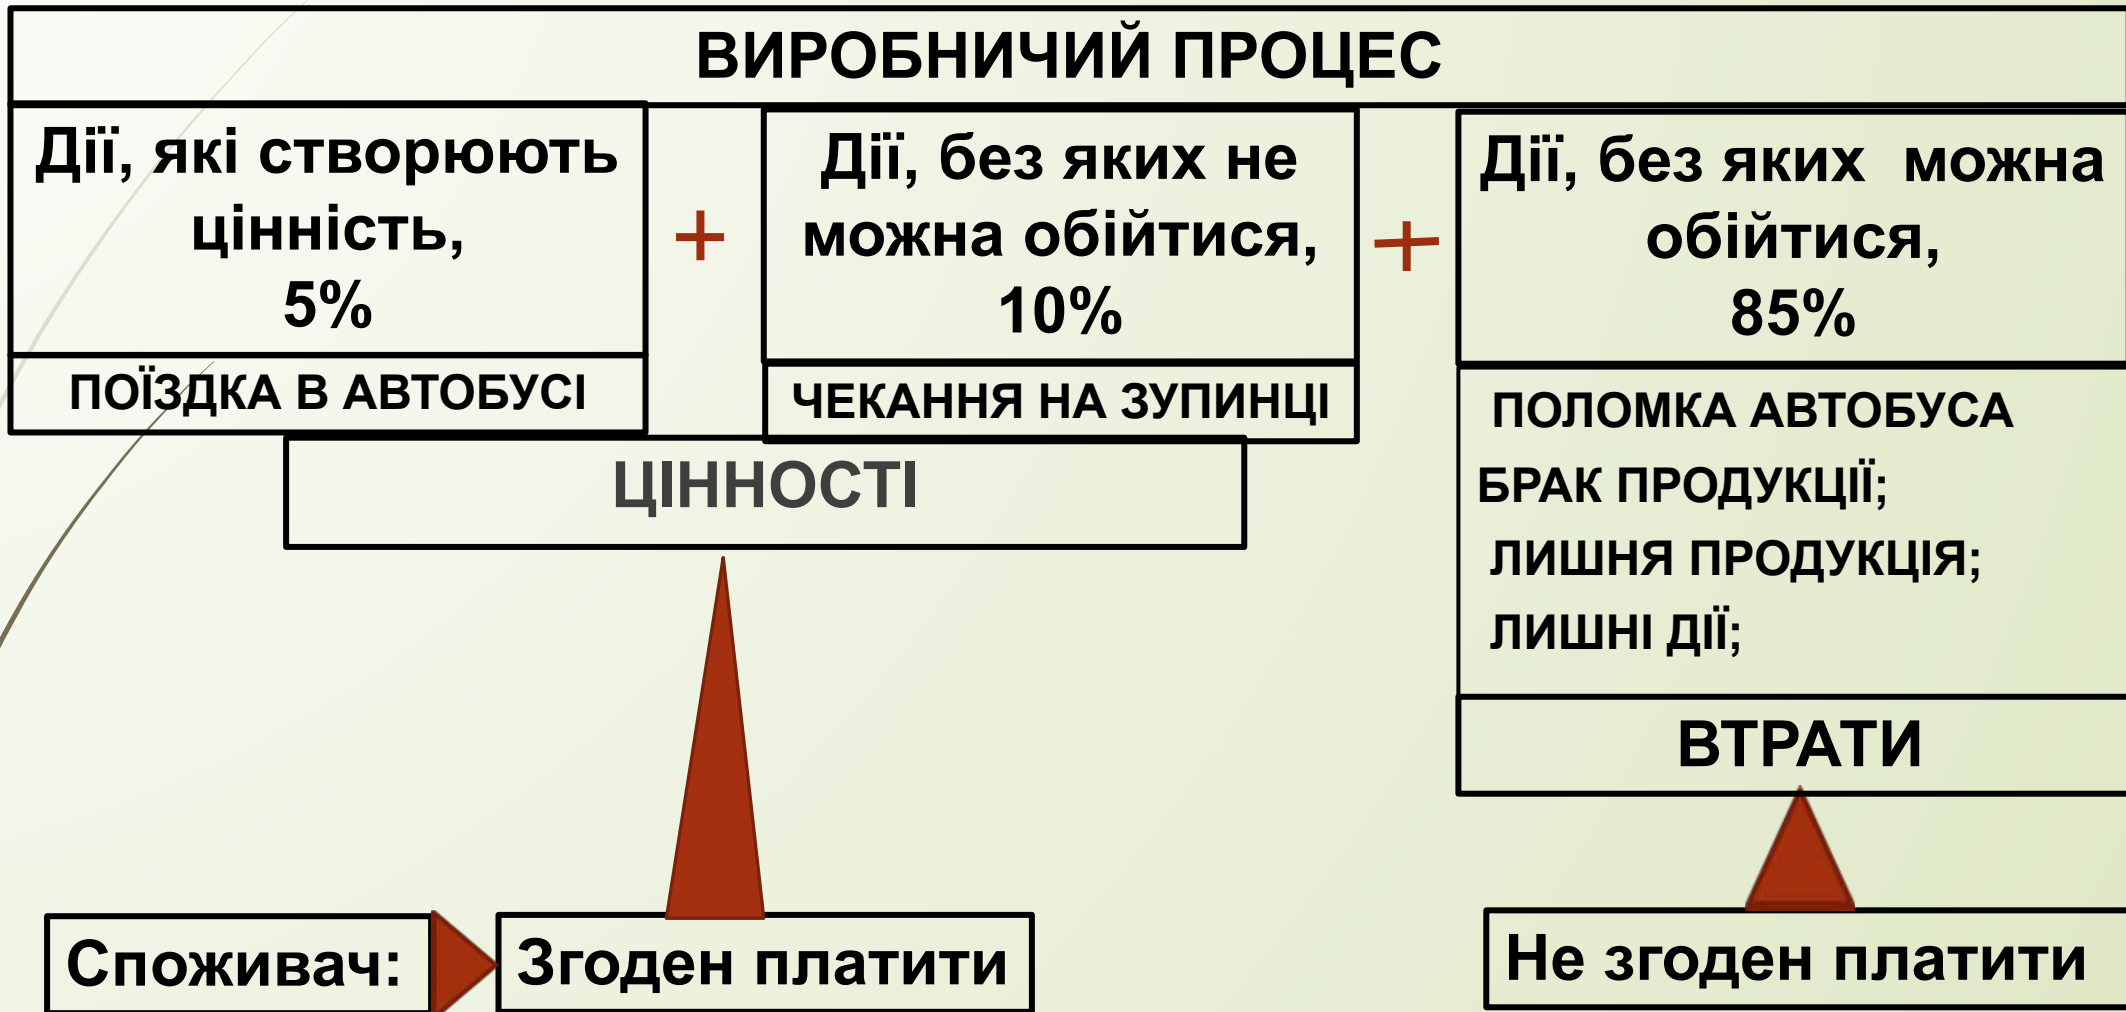 ВИРОБНИЧИЙ ПРОЦЕС
Дії, які створюють
цінність,
5%
ПОЇЗДКА В АВТОБУСІ
+
Дії, без яких не
можна обійтися,
10%
ЧЕКАННЯ НА ЗУПИНЦІ
+
Дії, без яких можна
обійтися,
85%
ПОЛОМКА АВТОБУСА
БРАК ПРОДУКЦІЇ;
ЛИШНЯ ПРОДУКЦІЯ;
ЛИШНІ ДІЇ;
ЦІННОСТІ
ВТРАТИ
Споживач:
Згоден платити
Не згоден платити